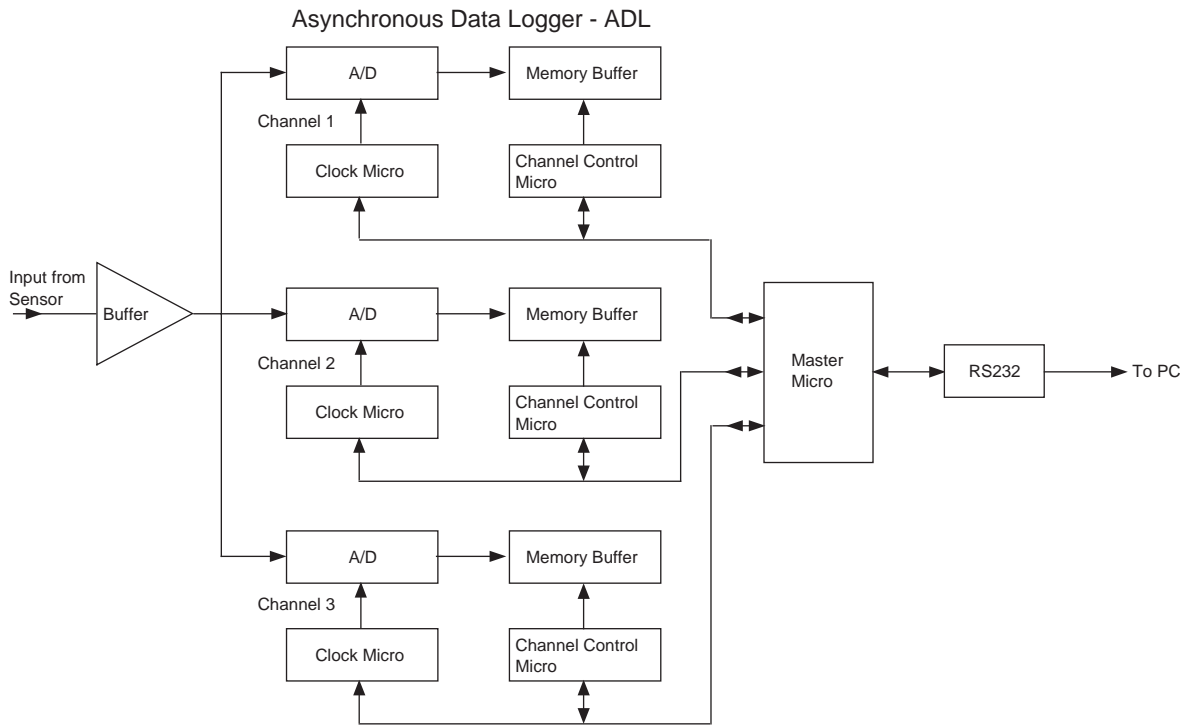 Asynchronous Data Logger - ADL
A/D
Memory Buffer
Channel 1
Clock Micro
Channel Control
Micro
Input from
Sensor
Buffer
A/D
Memory Buffer
Channel 2
Clock Micro
Channel Control
Micro
Master
Micro
RS232
To PC
A/D
Memory Buffer
Channel 3
Clock Micro
Channel Control
Micro